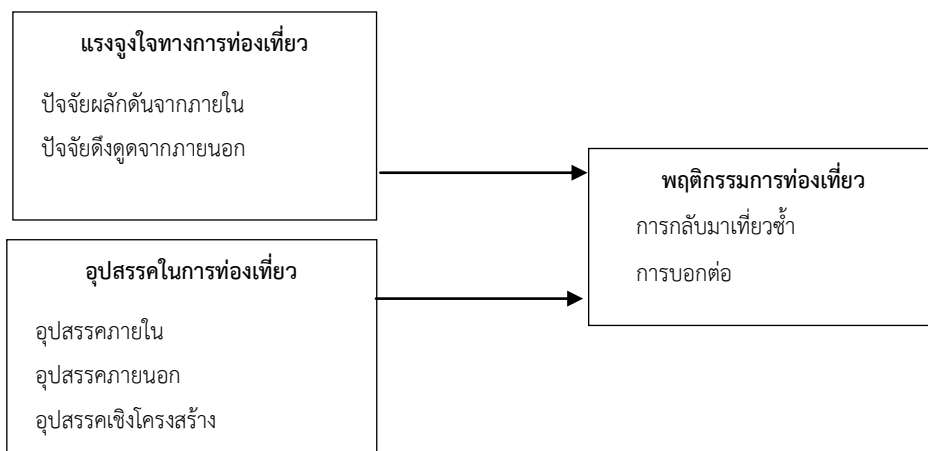 แรงจูงใจทางการท่องเที่ยว
ปัจจัยผลักดันจากภายใน
ปัจจัยดึงดูดจากภายนอก
อุปสรรคในการท่องเที่ยว
อุปสรรคภายใน
อุปสรรคภายนอก
อุปสรรคเชิงโครงสร้าง
พฤติกรรมการท่องเที่ยว
การกลับมาเที่ยวซ้ำ
การบอกต่อ